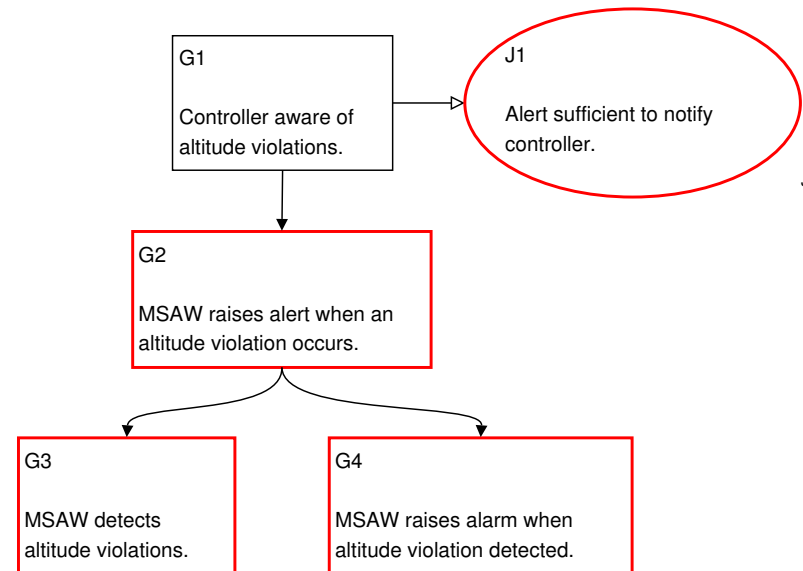 G1
Controller aware of
altitude violations.
J1
Alert sufficient to notify
controller.
G2
MSAW raises alert when an
altitude violation occurs.
G3
MSAW detects
altitude violations.
G4
MSAW raises alarm when
altitude violation detected.